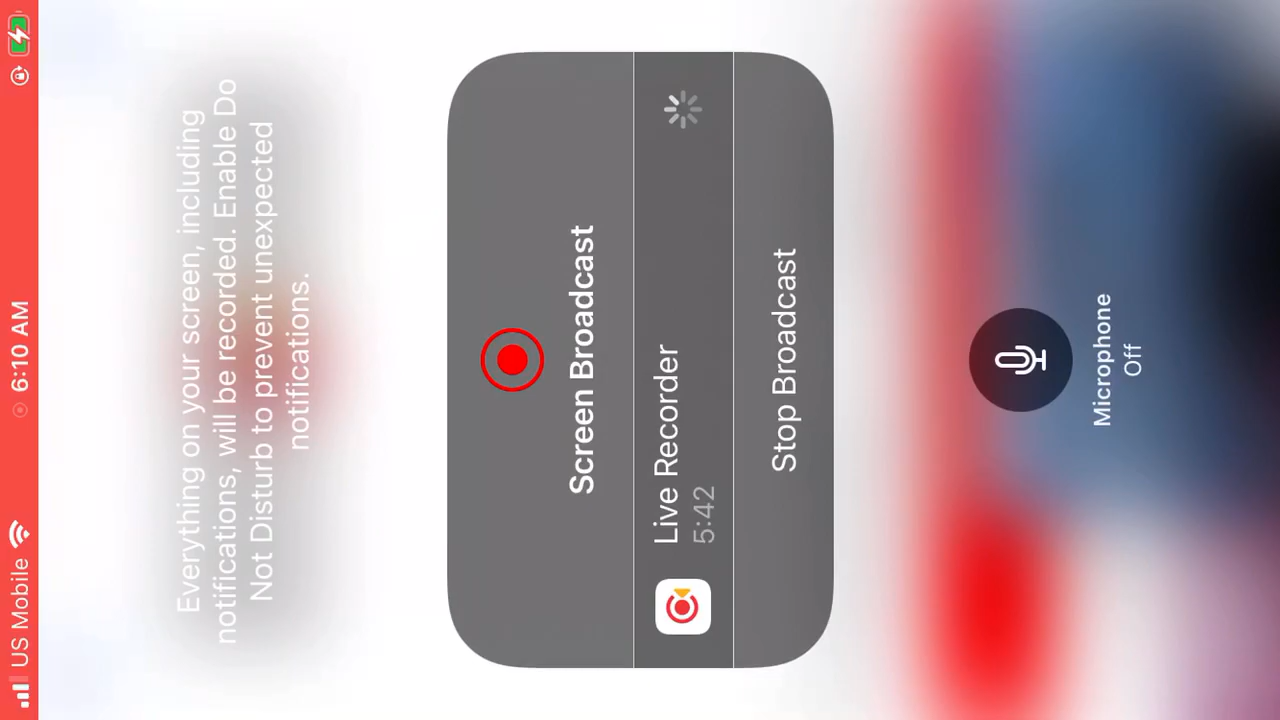 US Mobile
6:10 AM
Everything on your screen, including
notifications, will be recorded. Enable Do
Not Disturb to prevent unexpected
notifications.
Screen Broadcast
Live Recorder
5:42
Stop Broadcast
Microphone
Off